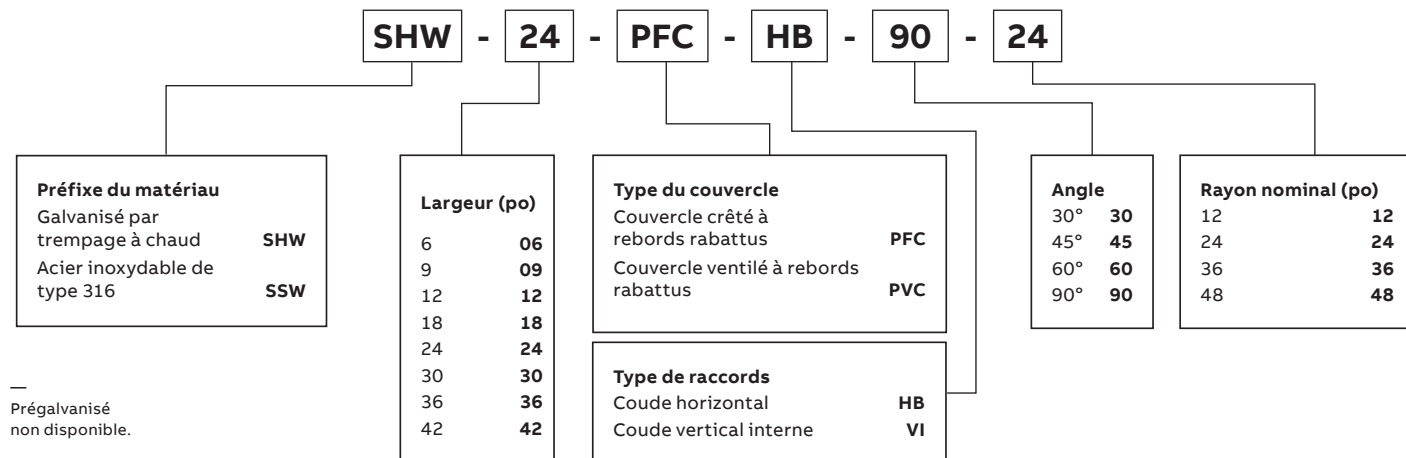 SHW - 24 - PFC - HB - 90 - 24
Préfixe du matériau
Galvanisé par
trempage à chaud SHW
Acier inoxydable de
type 316 SSW
—
Prégalvanisé
non disponible.
Largeur (po)
6 06
9 09
12 12
18 18
24 24
30 30
36 36
42 42
Type du couvercle
Couvercle crêté à
rebords rabattus PFC
Couvercle ventilé à rebords
rabattus PVC
Type de raccords
Coude horizontal HB
Coude vertical interne VI
Angle
30° 30
45° 45
60° 60
90° 90
Rayon nominal (po)
12 12
24 24
36 36
48 48